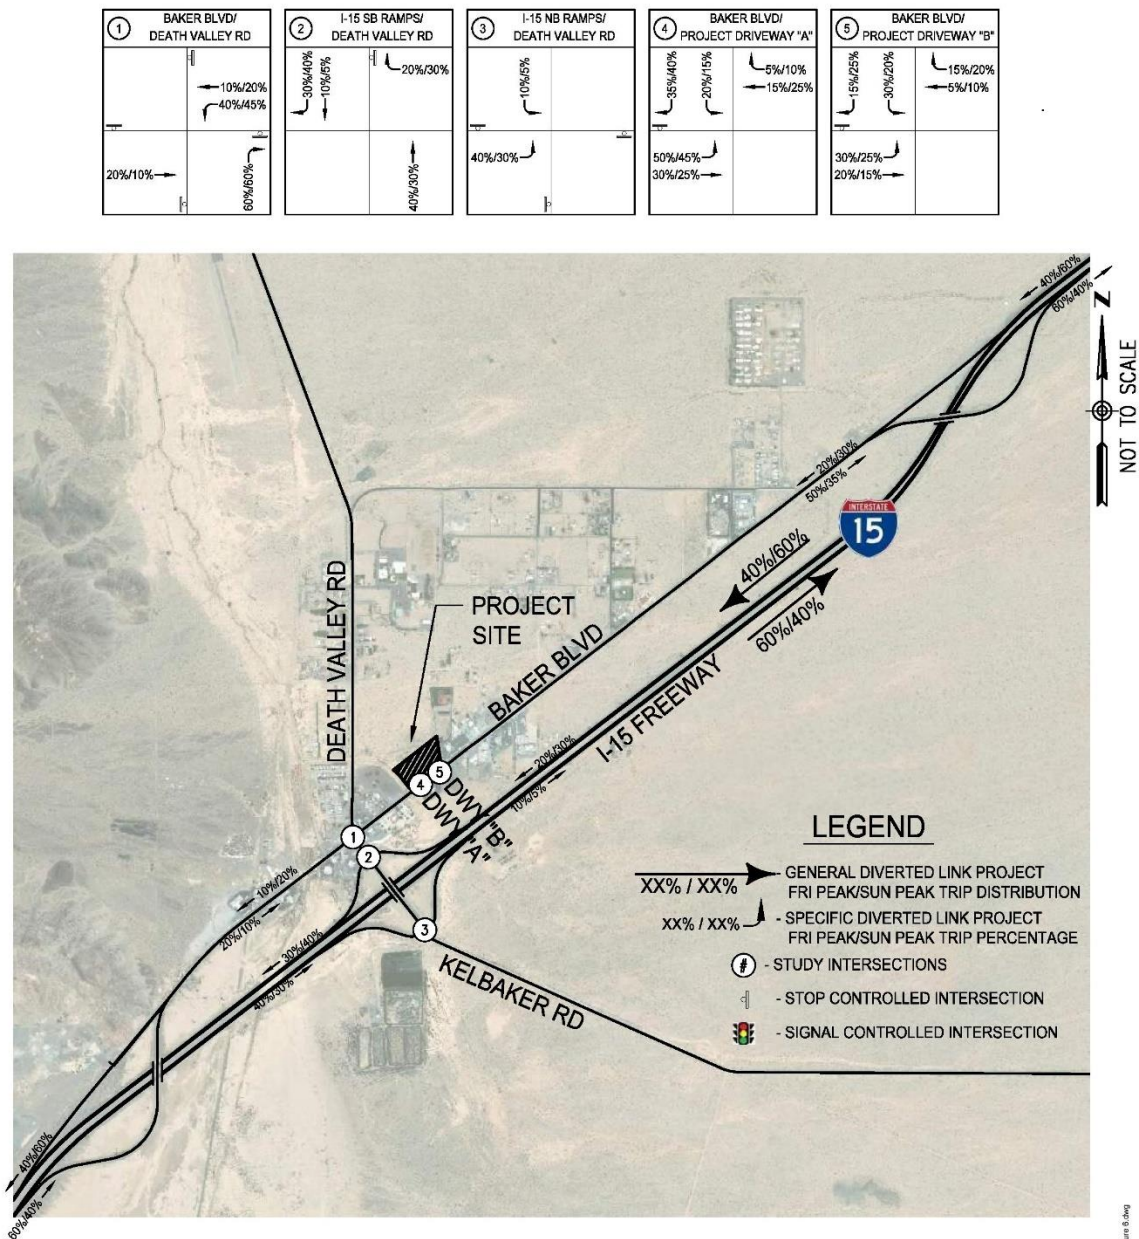 1
BAKER BLVD/
DEATH VALLEY RD
10%/20%
40%/45%
20%/10%
60%/60%
2
I-15 SB RAMPS/
DEATH VALLEY RD
30%/40%
10%/5%
20%/30%
40%/30%
3
I-15 NB RAMPS/
DEATH VALLEY RD
10%/5%
40%/30%
4
BAKER BLVD/
PROJECT DRIVEWAY "A"
35%/40%
20%/15%
5%/10%
15%/25%
50%/45%
30%/25%
5
BAKER BLVD/
PROJECT DRIVEWAY "B"
15%/25%
30%/20%
15%/20%
5%/10%
30%/25%
20%/15%
40%/60%
60%/40%
Z
NOT TO SCALE
20%/30%
50%/35%
INTERSTATE
15
40%/60%
60%/40%
DEATH VALLEY RD
PROJECT
SITE
BAKER BLVD
I-15 FREEWAY
20%/30%
10%/5%
5
4
DWY "B"
DWY "A"
1
2
3
10%/20%
20%/10%
30%/40%
40%/30%
KELBAKER RD
40%/60%
60%/40%
LEGEND
XX% / XX%
- GENERAL DIVERTED LINK PROJECT
FRI PEAK/SUN PEAK TRIP DISTRIBUTION
XX% / XX%
- SPECIFIC DIVERTED LINK PROJECT
FRI PEAK/SUN PEAK TRIP PERCENTAGE
# - STUDY INTERSECTIONS
- STOP CONTROLLED INTERSECTION
- SIGNAL CONTROLLED INTERSECTION
6.dwg